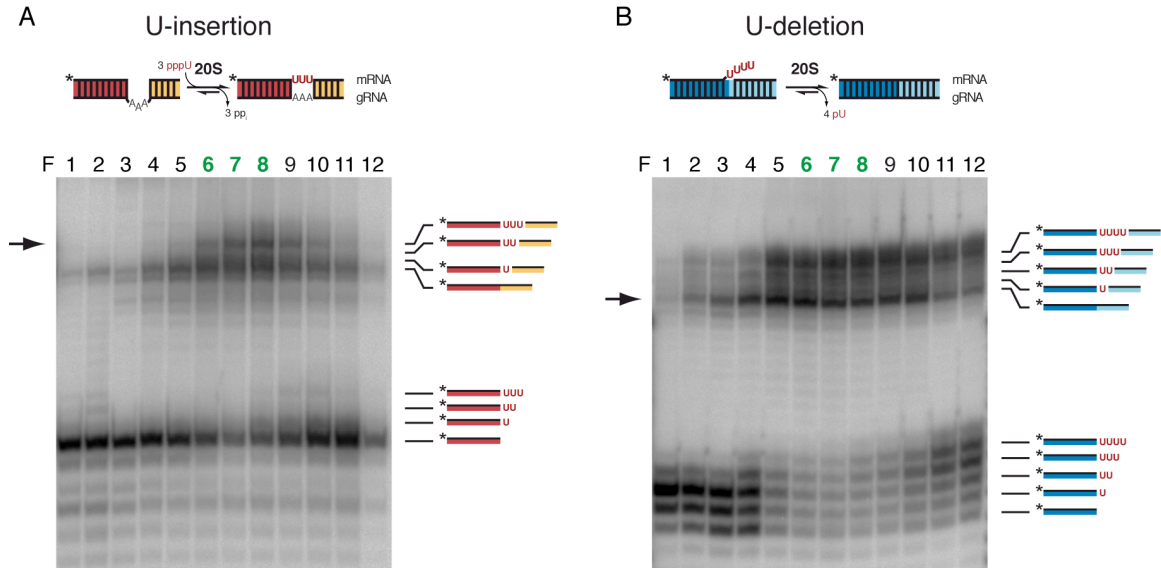 A
U-insertion
3 pppU
20S
* * UUU mRNA
AAA AAA gRNA
3 ppi
F 1 2 3 4 5 6 7 8 9 10 11 12
* UUU
* UU
* U
*
* UUU
* UU
* U
*
B
U-deletion
UUUU
20S
* * mRNA
gRNA
4 pU
F 1 2 3 4 5 6 7 8 9 10 11 12
* UUUU
* UUU
* UU
* U
*
* UUUU
* UUU
* UU
* U
*